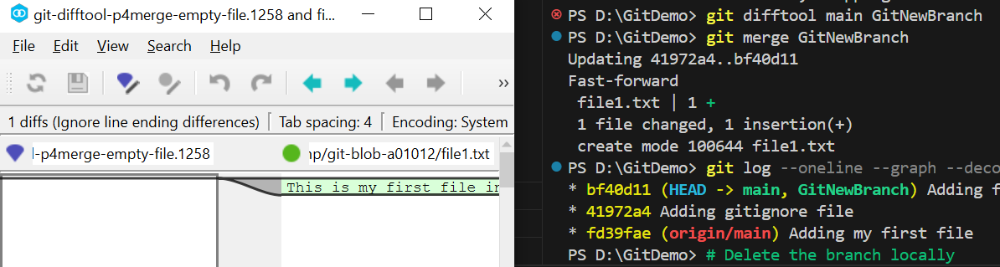 git-difftool-p4merge-empty-file.1258 and fi...
File Edit View Search Help
»
1 diffs (Ignore line ending differences) Tab spacing: 4 Encoding: System
-p4merge-empty-file.1258 np/git-blob-a01012/file1.txt
This is my first file in
PS D:\GitDemo> git difftool main GitNewBranch
PS D:\GitDemo> git merge GitNewBranch
Updating 41972a4..bf40d11
Fast-forward
file1.txt | 1 +
1 file changed, 1 insertion(+)
create mode 100644 file1.txt
PS D:\GitDemo> git log --oneline --graph --deco
* bf40d11 (HEAD -> main, GitNewBranch) Adding f
* 41972a4 Adding gitignore file
* fd39fae (origin/main) Adding my first file
PS D:\GitDemo> # Delete the branch locally